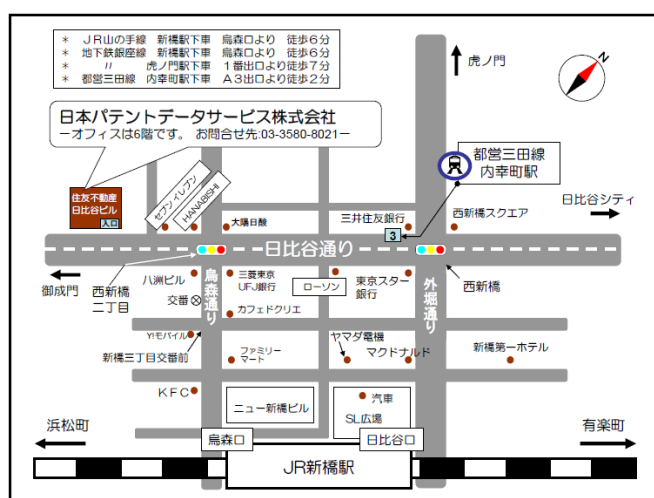 * JR山の手線 新橋駅下車 烏森口より 徒歩6分
* 地下鉄銀座線 新橋駅下車 烏森口より 徒歩6分
* 〃 虎ノ門駅下車 1番出口より徒歩7分
* 都営三田線 内幸町駅下車 A3出口より徒歩2分
N
虎ノ門
日本パテントデータサービス株式会社
ーオフィスは6階です。 お問合せ先:03-3580-8021ー
都営三田線
内幸町駅
住友不動産
日比谷ビル
入口
セブンイレブン
HANABISHI
大陽日酸
三井住友銀行
3
西新橋スクエア
日比谷シティ
日比谷通り
御成門
西新橋
二丁目
八洲ビル
交番
烏森通り
三菱東京
UFJ銀行
カフェドクリエ
ローソン
東京スター
銀行
外堀通り
西新橋
Y!モバイル
新橋三丁目交番前
ファミリー
マート
ヤマダ電機
マクドナルド
新橋第一ホテル
KFC
ニュー新橋ビル
汽車
SL広場
浜松町
烏森口
日比谷口
有楽町
JR新橋駅